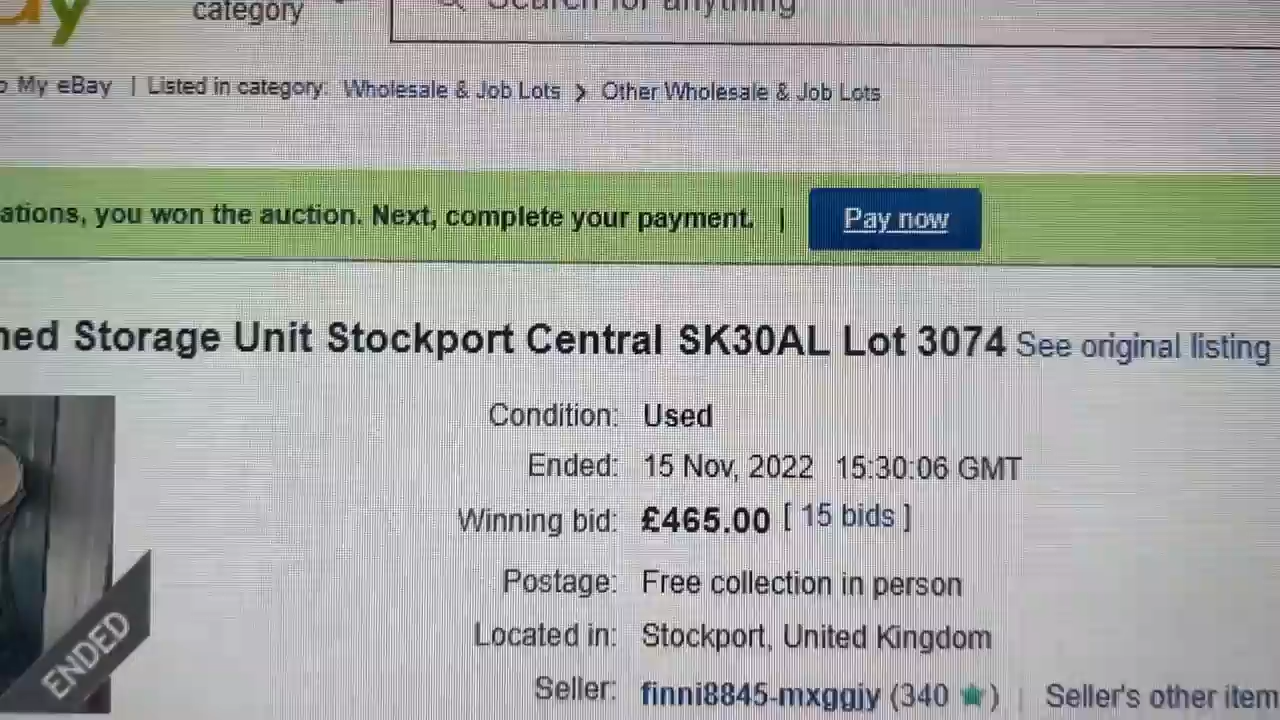 y
category
Search for anything
o My eBay | Listed in category: Wholesale & Job Lots > Other Wholesale & Job Lots
ations, you won the auction. Next, complete your payment. | Pay now
ned Storage Unit Stockport Central SK30AL Lot 3074 See original listing
Condition: Used
Ended: 15 Nov, 2022 15:30:06 GMT
Winning bid: £465.00 [ 15 bids ]
Postage: Free collection in person
Located in: Stockport, United Kingdom
Seller: finni8845-mxggjy (340 ★) | Seller's other item
ENDED